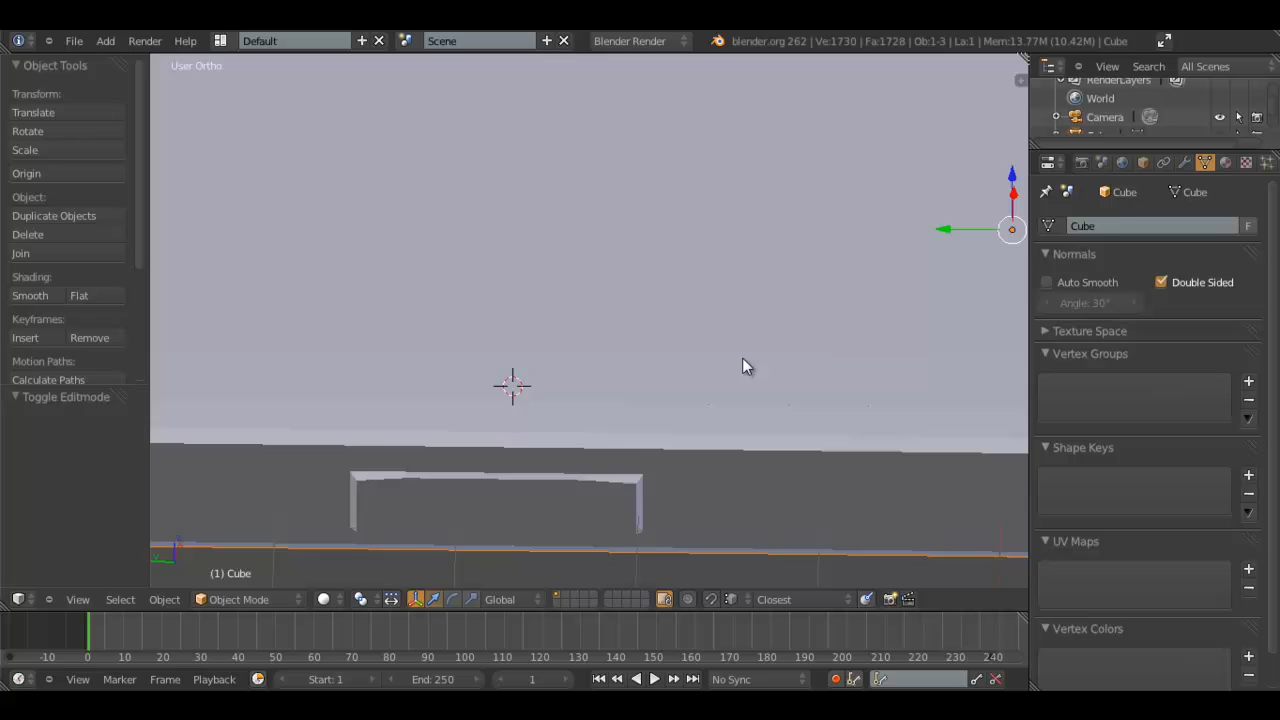 File Add Render Help Default Scene Blender Render blender.org 262 | Ve:1730 | Fa:1728 | Ob:1-3 | La:1 | Mem:13.77M (10.42M) | Cube
Object Tools
Transform:
Translate
Rotate
Scale
Origin
Object:
Duplicate Objects
Delete
Join
Shading:
Smooth Flat
Keyframes:
Insert Remove
Motion Paths:
Calculate Paths
Toggle Editmode
User Ortho
(1) Cube
View Select Object Object Mode Global Closest
-10 0 10 20 30 40 50 60 70 80 90 100 110 120 130 140 150 160 170 180 190 200 210 220 230 240
View Marker Frame Playback Start: 1 End: 250 1 No Sync
View Search All Scenes
RenderLayers
World
Camera
Cube Cube
Cube F
Normals
Auto Smooth Double Sided
Angle: 30°
Texture Space
Vertex Groups
Shape Keys
UV Maps
Vertex Colors